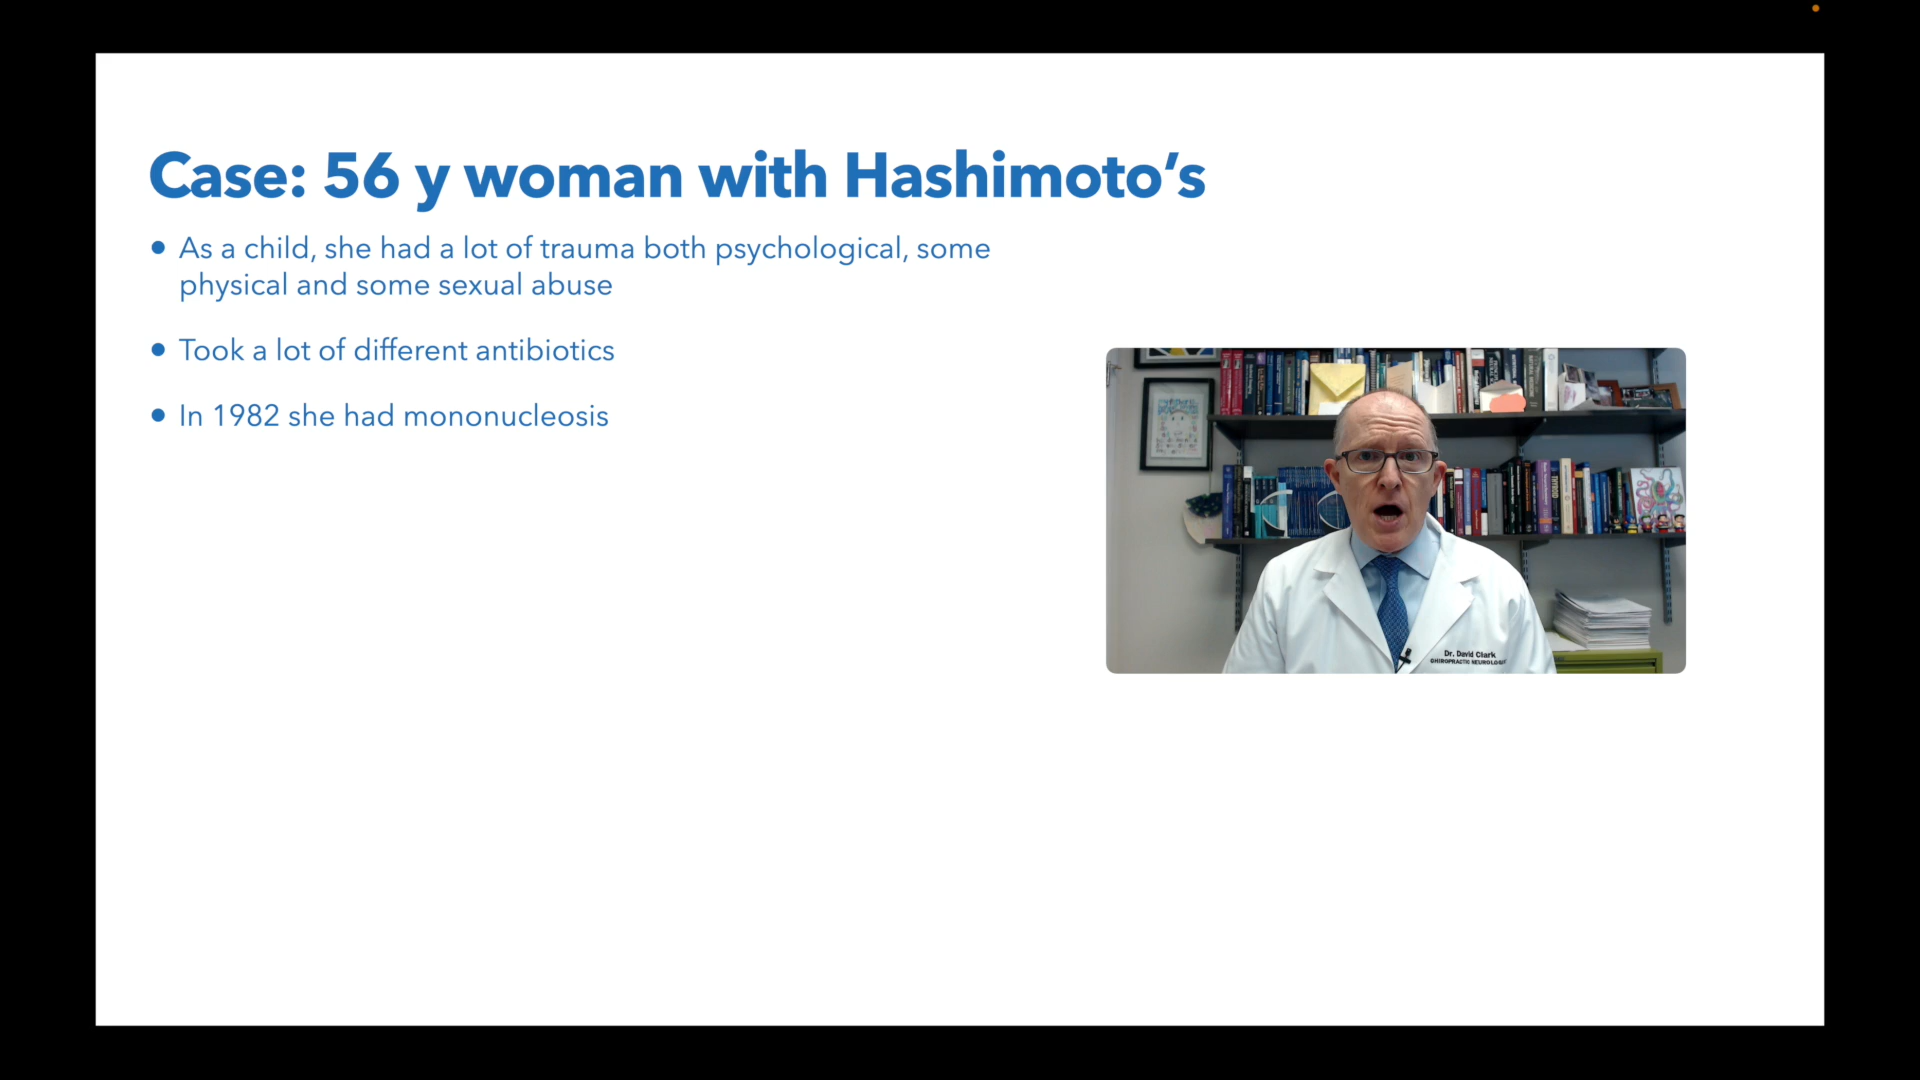 Case: 56 y woman with Hashimoto's
• As a child, she had a lot of trauma both psychological, some
physical and some sexual abuse
• Took a lot of different antibiotics
• In 1982 she had mononucleosis
Dr. David Clark
CHIROPRACTIC